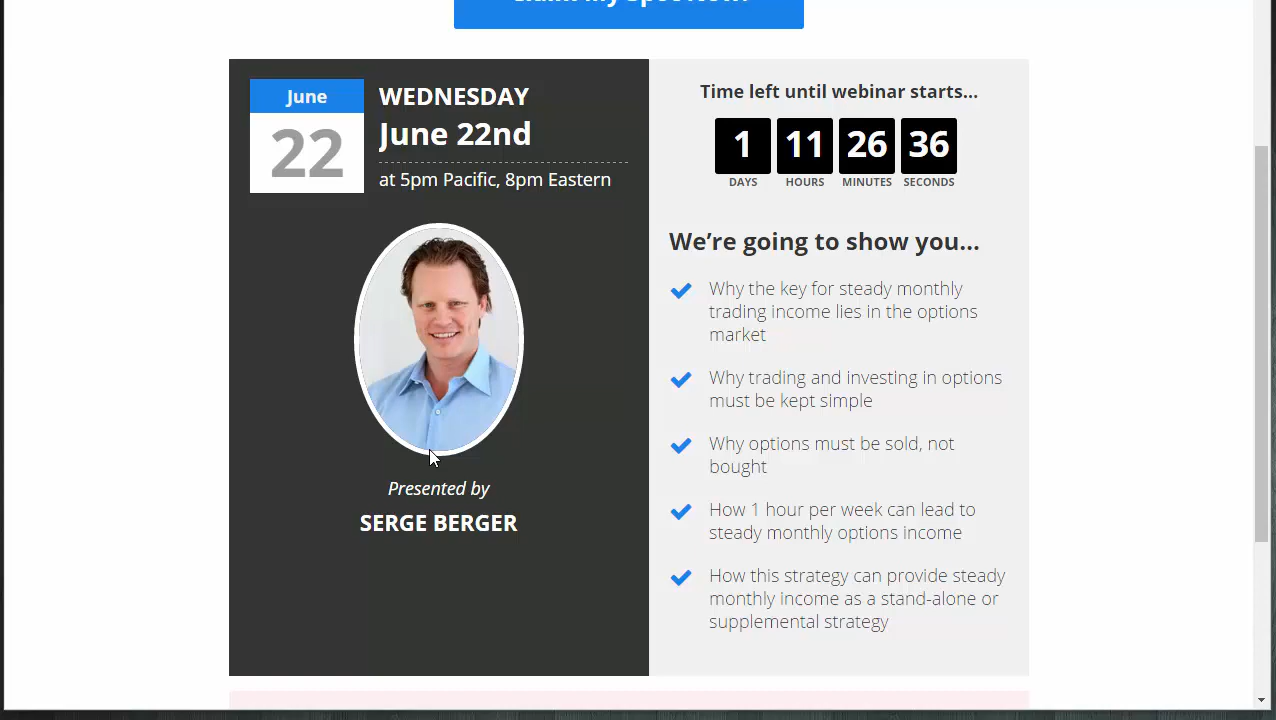 June
22
WEDNESDAY
June 22nd
at 5pm Pacific, 8pm Eastern
Presented by
SERGE BERGER
Time left until webinar starts...
1 11 26 36
DAYS HOURS MINUTES SECONDS
We’re going to show you...
Why the key for steady monthly
trading income lies in the options
market
Why trading and investing in options
must be kept simple
Why options must be sold, not
bought
How 1 hour per week can lead to
steady monthly options income
How this strategy can provide steady
monthly income as a stand-alone or
supplemental strategy